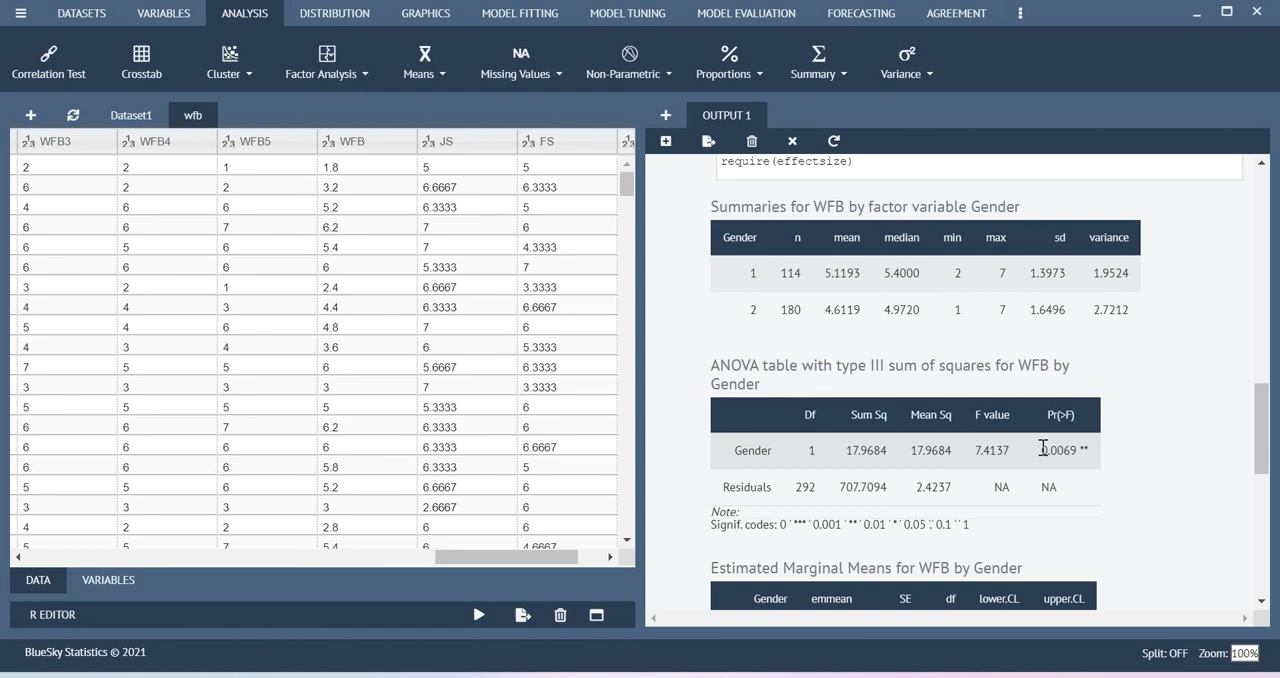 DATASETS VARIABLES ANALYSIS DISTRIBUTION GRAPHICS MODEL FITTING MODEL TUNING MODEL EVALUATION FORECASTING AGREEMENT
Correlation Test Crosstab Cluster Factor Analysis Means Missing Values Non-Parametric Proportions Summary Variance
Dataset1 wfb
WFB3 WFB4 WFB5 WFB JS FS
2 2 1 1.8 5 5
6 2 2 3.2 6.6667 6.3333
4 6 6 5.2 6.3333 5
6 6 7 6.2 7 6
6 5 6 5.4 7 4.3333
6 6 6 6 5.3333 7
3 2 1 2.4 6.6667 3.3333
4 4 3 4.4 6.3333 6.6667
5 4 6 4.8 7 6
4 3 4 3.6 6 5.3333
7 5 5 6 5.6667 6.3333
3 3 3 3 7 3.3333
5 5 5 5 5.3333 6
6 6 7 6.2 6.3333 6
6 6 6 6 6.3333 6.6667
6 6 6 5.8 6.3333 5
5 5 6 5.2 6.6667 6
3 3 3 3 2.6667 6
4 2 2 2.8 6 6
5 5 7 5.4 6 4.6667
DATA VARIABLES
R EDITOR
OUTPUT 1
require(effectsize)
Summaries for WFB by factor variable Gender
Gender n mean median min max sd variance
1 114 5.1193 5.4000 2 7 1.3973 1.9524
2 180 4.6119 4.9720 1 7 1.6496 2.7212
ANOVA table with type III sum of squares for WFB by
Gender
Df Sum Sq Mean Sq F value Pr(>F)
Gender 1 17.9684 17.9684 7.4137 0.0069 **
Residuals 292 707.7094 2.4237 NA NA
Note:
Signif. codes: 0 '***' 0.001 '**' 0.01 '*' 0.05 '.' 0.1 ' ' 1
Estimated Marginal Means for WFB by Gender
Gender emmean SE df lower.CL upper.CL
BlueSky Statistics © 2021
Split: OFF Zoom: 100%